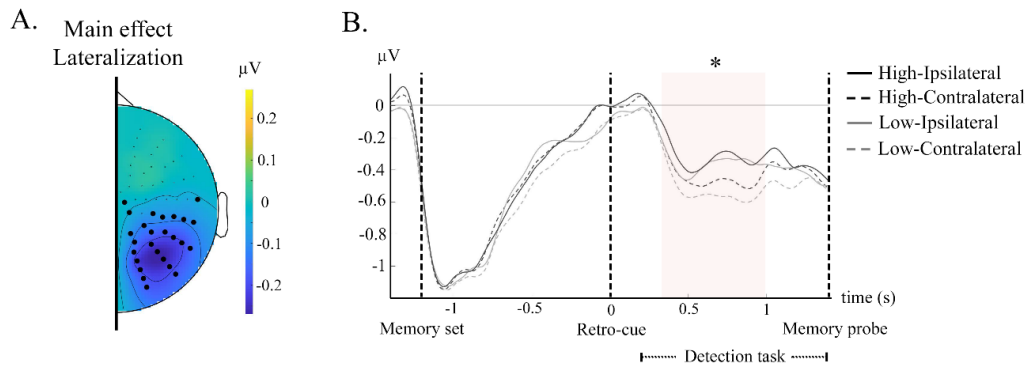 A.
Main effect
Lateralization
µV
0.2
0.1
0
-0.1
-0.2
B.
µV
0
-0.2
-0.4
-0.6
-0.8
-1
*
High-Ipsilateral
High-Contralateral
Low-Ipsilateral
Low-Contralateral
-1 -0.5 0 0.5 1 time (s)
Memory set Retro-cue Memory probe
Detection task